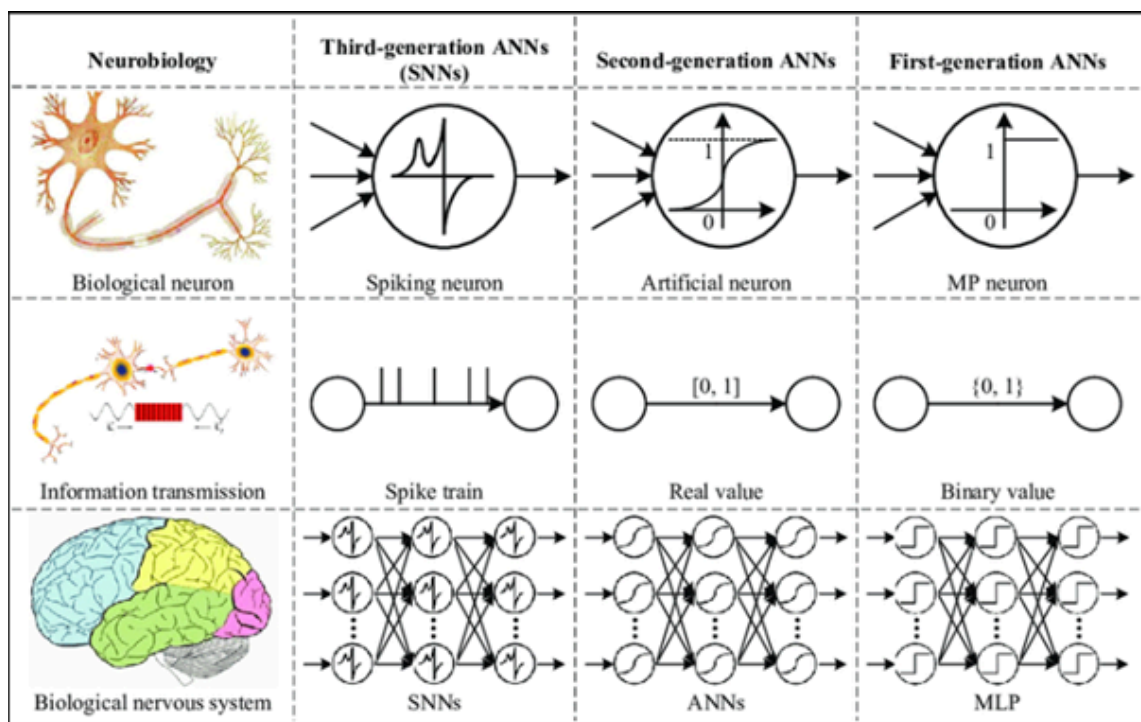 Neurobiology
Third-generation ANNs
(SNNs)
Second-generation ANNs
First-generation ANNs
1
0
1
0
Biological neuron
Spiking neuron
Artificial neuron
MP neuron
[0, 1]
{0, 1}
Information transmission
Spike train
Real value
Binary value
Biological nervous system
SNNs
ANNs
MLP